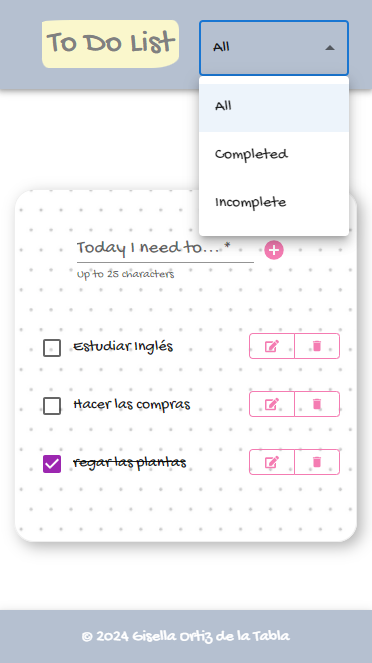 To Do List
All
All
Completed
Incomplete
Today I need to... *
Up to 25 characters
Estudiar Inglés
Hacer las compras
regar las plantas
© 2024 Gisella Ortiz de la Tabla